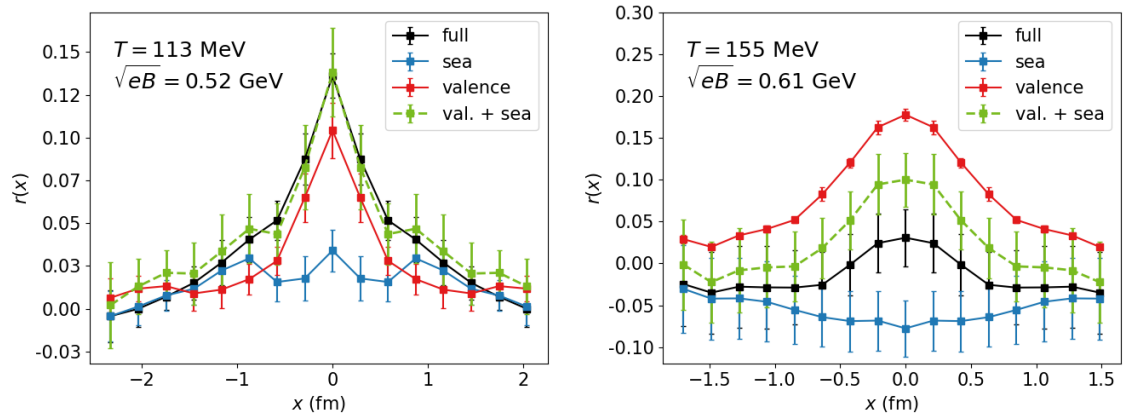 T = 113 MeV
√eB = 0.52 GeV
full
sea
valence
val. + sea
r(x)
0.15
0.12
0.10
0.07
0.05
0.03
0.00
-0.03
−2
−1
0
1
2
x (fm)
T = 155 MeV
√eB = 0.61 GeV
full
sea
valence
val. + sea
r(x)
0.30
0.25
0.20
0.15
0.10
0.05
0.00
-0.05
-0.10
−1.5
−1.0
−0.5
0.0
0.5
1.0
1.5
x (fm)